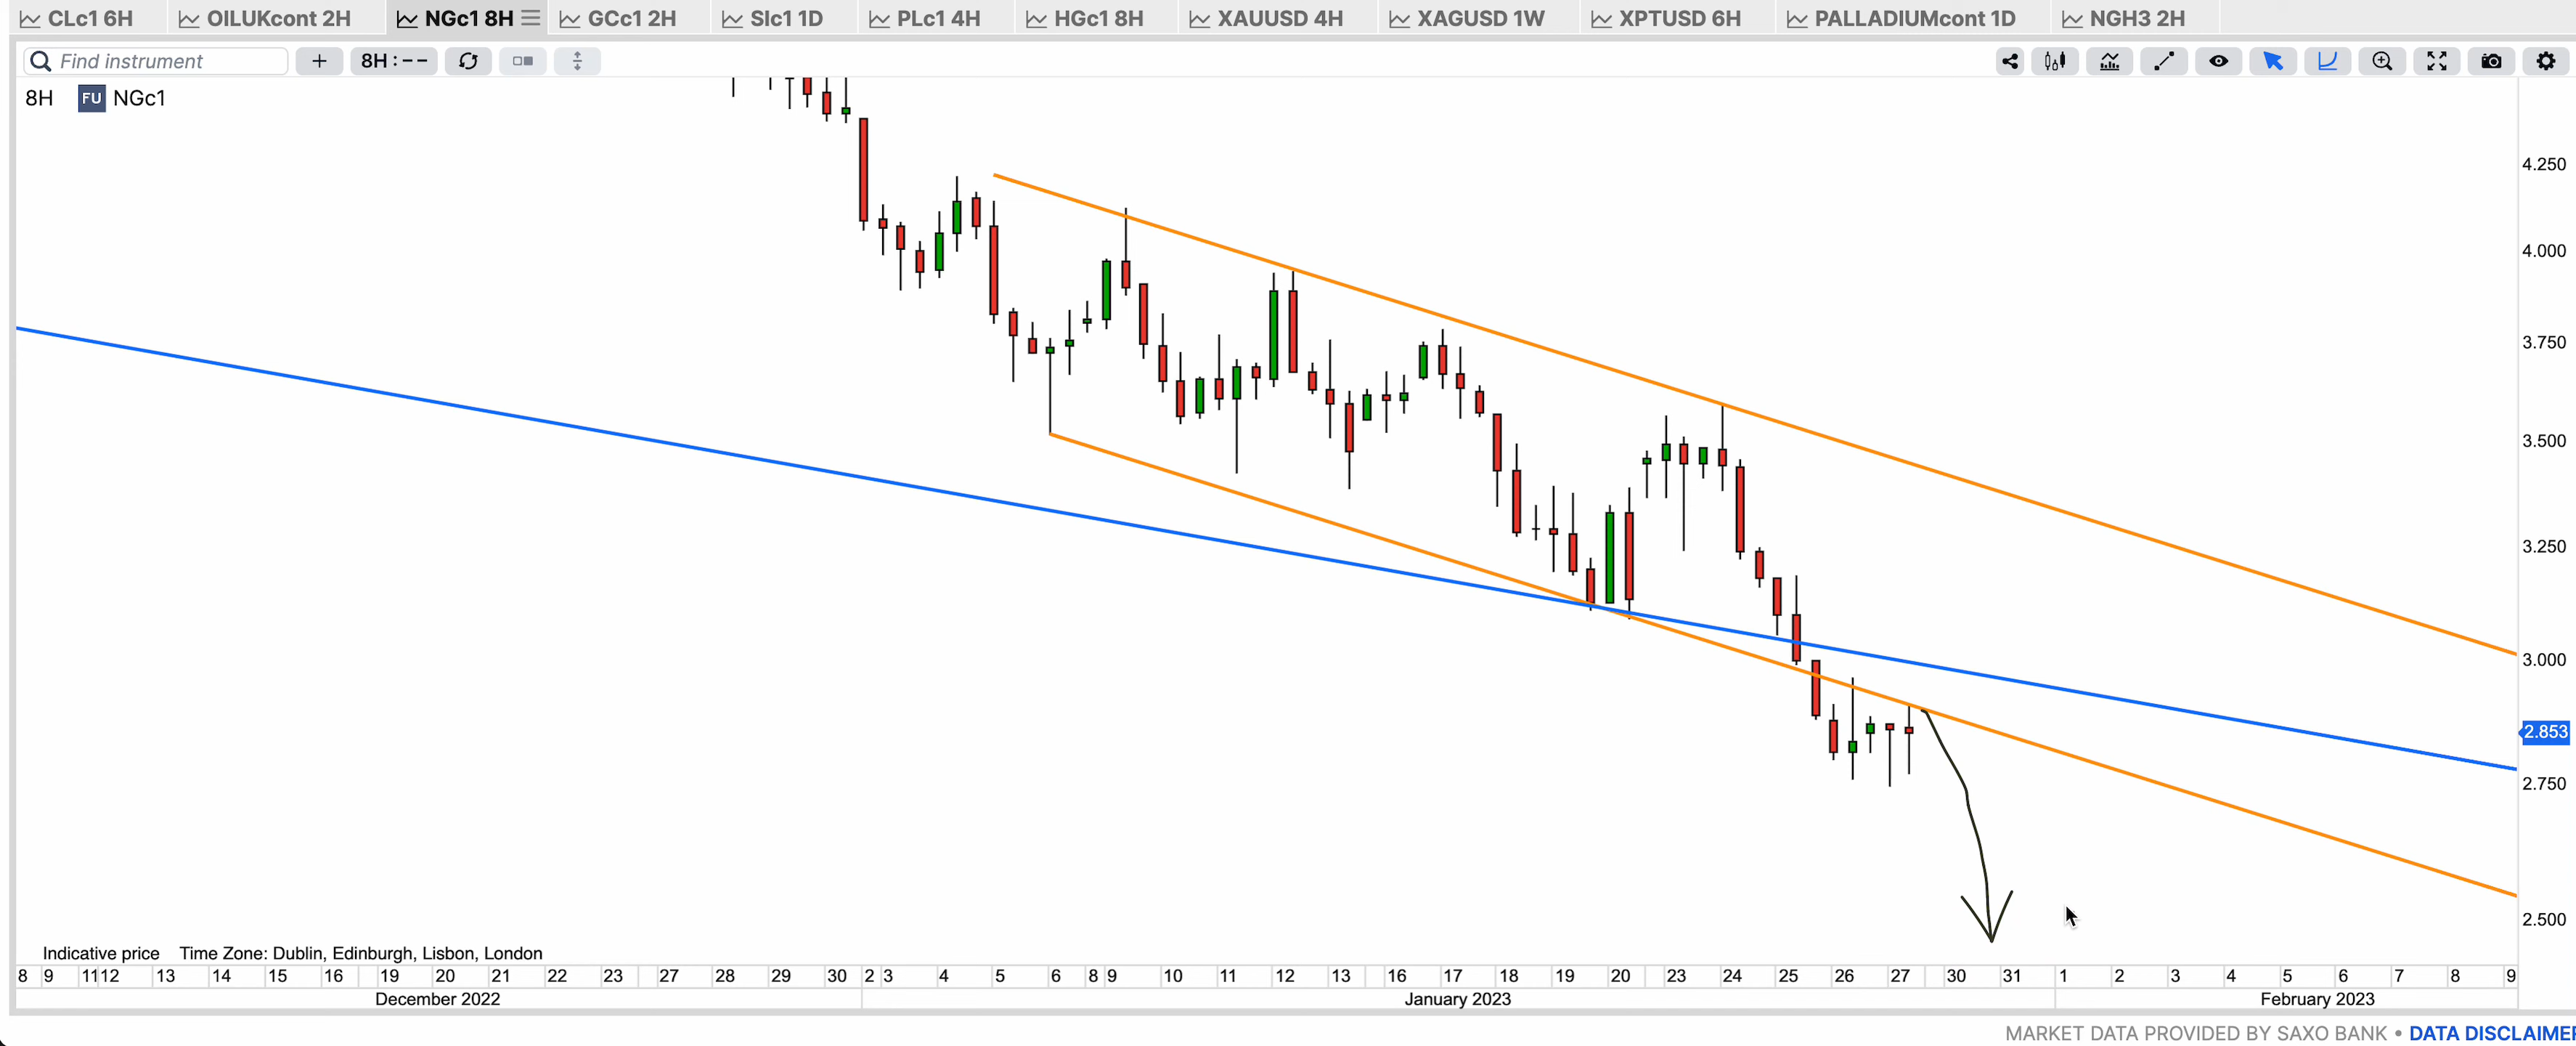 CLc1 6H OILUKcont 2H NGc1 8H GCc1 2H SIc1 1D PLc1 4H HGc1 8H XAUUSD 4H XAGUSD 1W XPTUSD 6H PALLADIUMcont 1D NGH3 2H
Find instrument + 8H : --
8H FU NGc1
4.250
4.000
3.750
3.500
3.250
3.000
2.853
2.750
2.500
Indicative price Time Zone: Dublin, Edinburgh, Lisbon, London
8 9 11 12 13 14 15 16 19 20 21 22 23 27 28 29 30 2 3 4 5 6 8 9 10 11 12 13 16 17 18 19 20 23 24 25 26 27 30 31 1 2 3 4 5 6 7 8 9
December 2022 January 2023 February 2023
MARKET DATA PROVIDED BY SAXO BANK • DATA DISCLAIMER